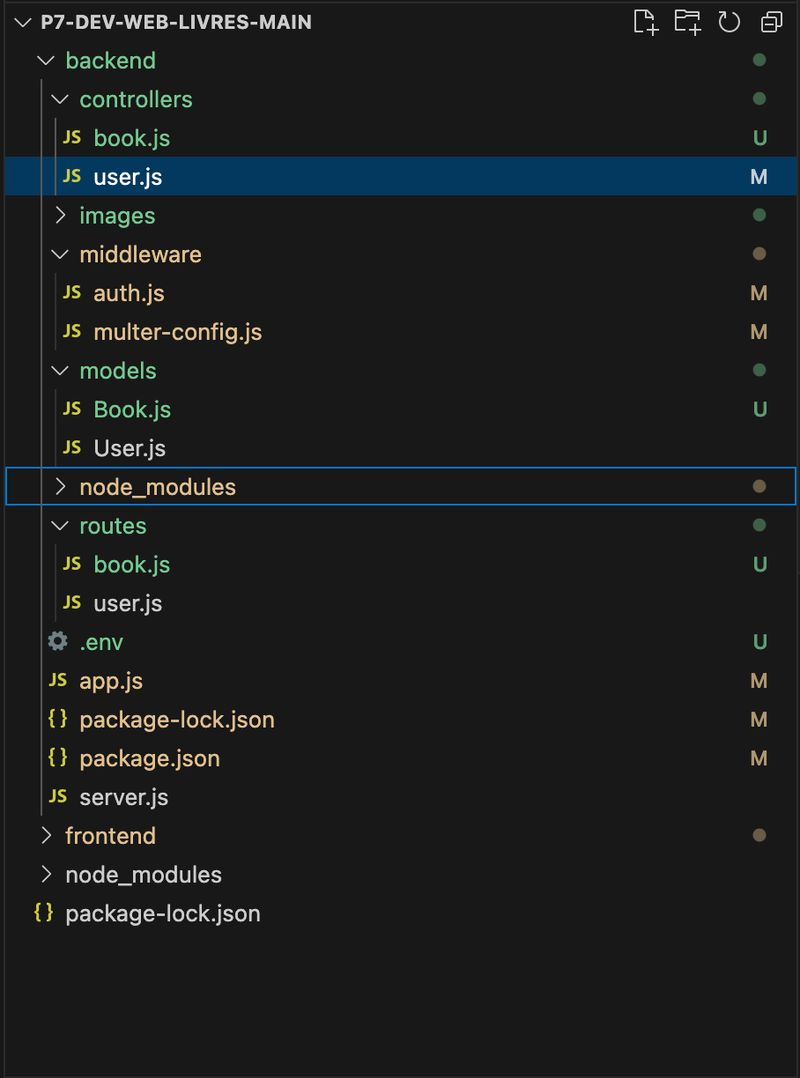 P7-DEV-WEB-LIVRES-MAIN
backend
controllers
JS book.js U
JS user.js M
images
middleware
JS auth.js M
JS multer-config.js M
models
JS Book.js U
JS User.js
node_modules
routes
JS book.js U
JS user.js
.env U
JS app.js M
{} package-lock.json M
{} package.json M
JS server.js
frontend
node_modules
{} package-lock.json